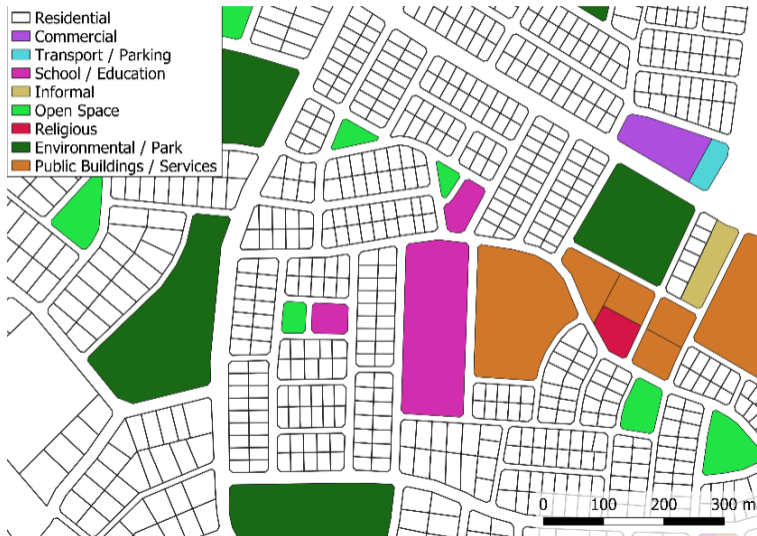 Residential
Commercial
Transport / Parking
School / Education
Informal
Open Space
Religious
Environmental / Park
Public Buildings / Services
0 100 200 300 m